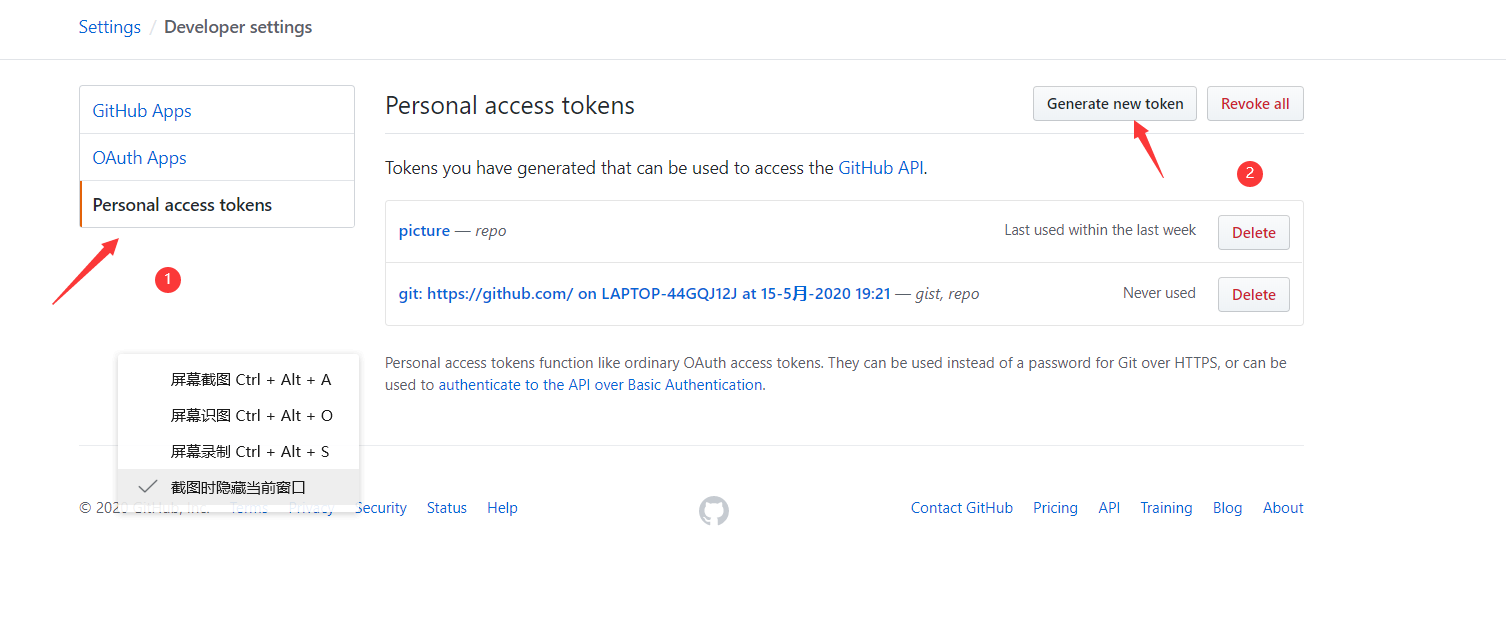 Settings / Developer settings
GitHub Apps
OAuth Apps
Personal access tokens
1
Personal access tokens
Generate new token
Revoke all
2
Tokens you have generated that can be used to access the GitHub API.
picture — repo
Last used within the last week
Delete
git: https://github.com/ on LAPTOP-44GQJ12J at 15-5月-2020 19:21 — gist, repo
Never used
Delete
Personal access tokens function like ordinary OAuth access tokens. They can be used instead of a password for Git over HTTPS, or can be
used to authenticate to the API over Basic Authentication.
屏幕截图 Ctrl + Alt + A
屏幕识图 Ctrl + Alt + O
屏幕录制 Ctrl + Alt + S
截图时隐藏当前窗口
© 2020 GitHub, Inc. Terms Privacy Security Status Help
Contact GitHub Pricing API Training Blog About